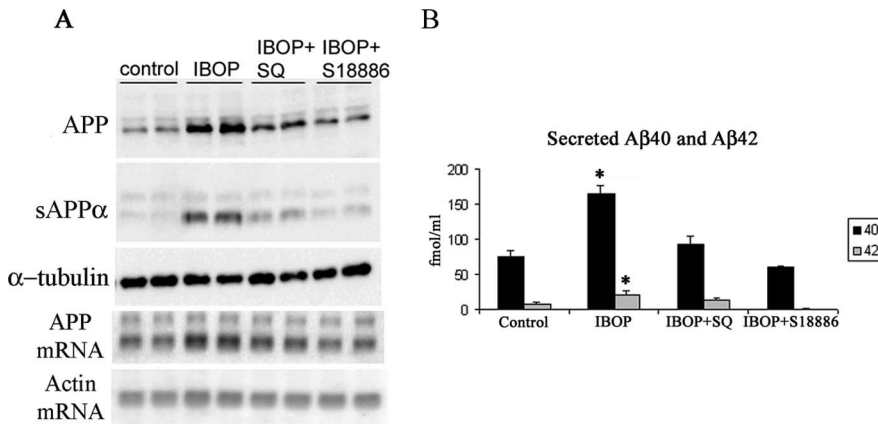 A
control IBOP IBOP+ SQ IBOP+ S18886
APP
sAPPα
α-tubulin
APP
mRNA
Actin
mRNA
B
Secreted Aβ40 and Aβ42
200
150
100
50
0
fmol/ml
*
*
Control IBOP IBOP+SQ IBOP+S18886
40
42